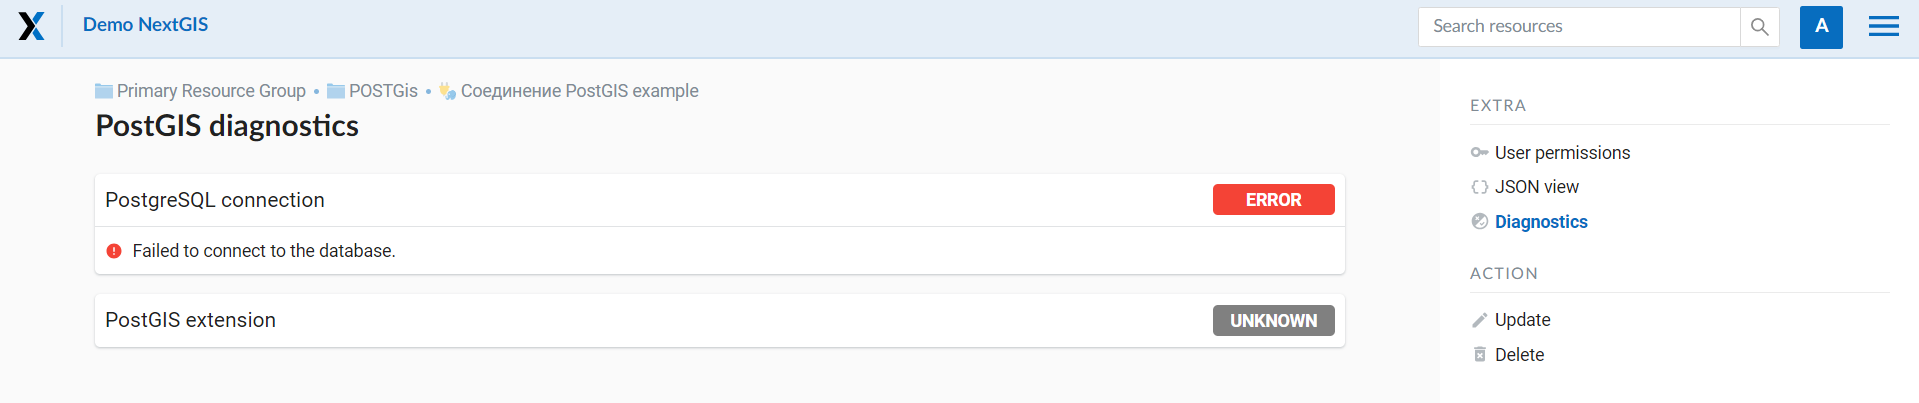 Demo NextGIS
Search resources
A
Primary Resource Group • POSTGis • Соединение PostGIS example
PostGIS diagnostics
PostgreSQL connection
ERROR
Failed to connect to the database.
PostGIS extension
UNKNOWN
EXTRA
User permissions
JSON view
Diagnostics
ACTION
Update
Delete